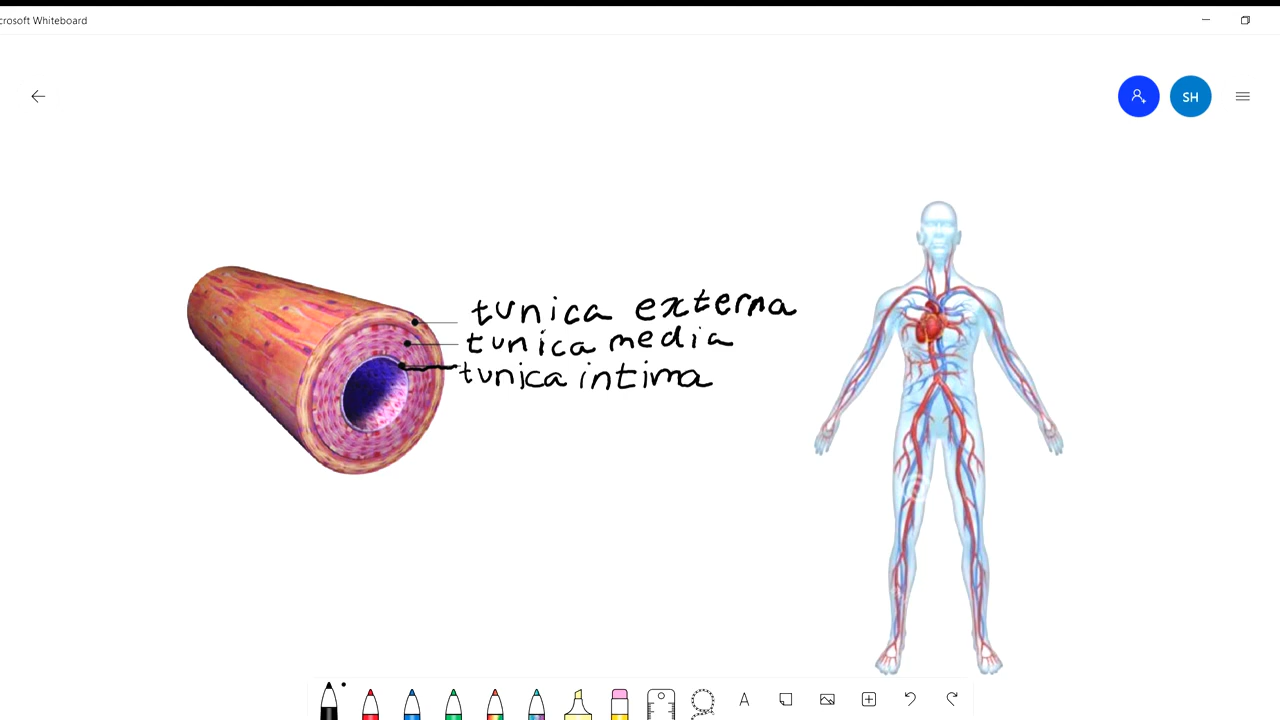 crosoft Whiteboard
SH
tunica externa
tunica media
tunica intima
A